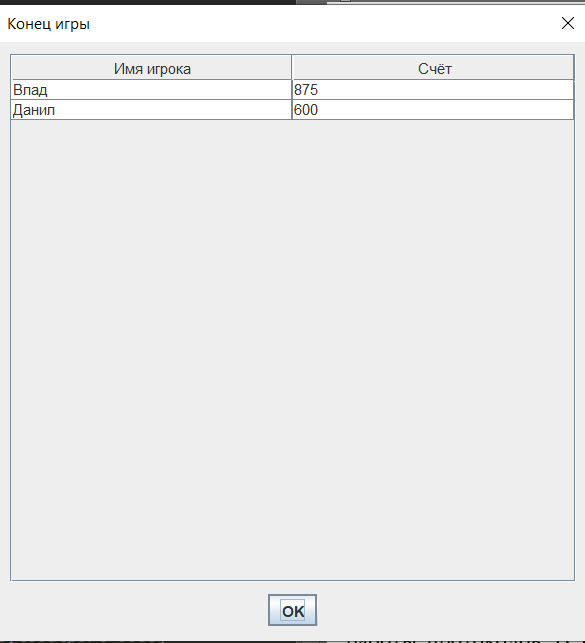 Конец игры
Имя игрока Счёт
Влад 875
Данил 600
OK